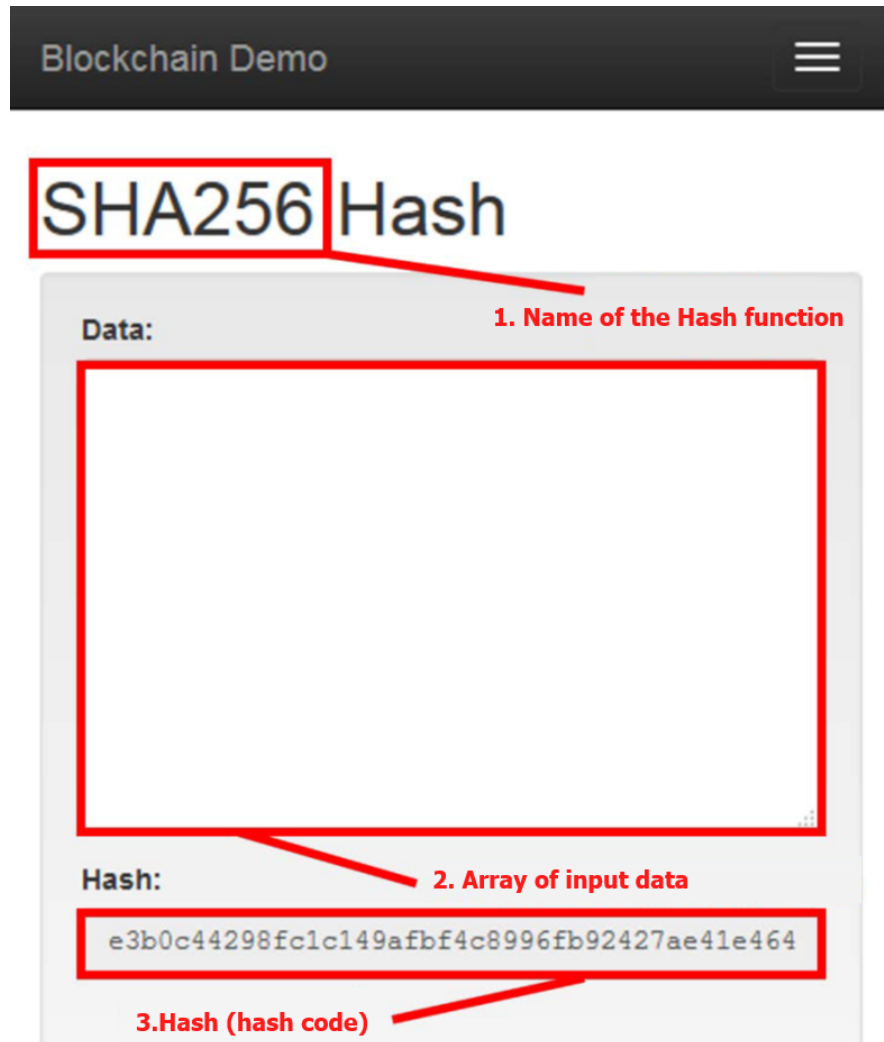 Blockchain Demo
SHA256 Hash
1. Name of the Hash function
Data:
2. Array of input data
Hash:
e3b0c44298fc1c149afbf4c8996fb92427ae41e464
3.Hash (hash code)